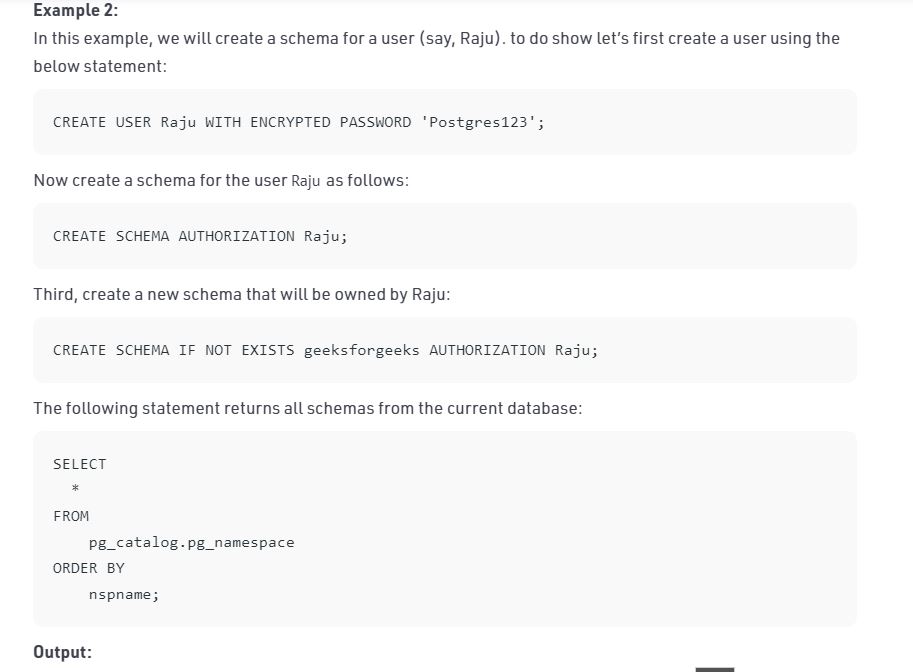 Example 2:
In this example, we will create a schema for a user (say, Raju). to do show let's first create a user using the
below statement:
CREATE USER Raju WITH ENCRYPTED PASSWORD 'Postgres123';
Now create a schema for the user Raju as follows:
CREATE SCHEMA AUTHORIZATION Raju;
Third, create a new schema that will be owned by Raju:
CREATE SCHEMA IF NOT EXISTS geeksforgeeks AUTHORIZATION Raju;
The following statement returns all schemas from the current database:
SELECT
*
FROM
pg_catalog.pg_namespace
ORDER BY
nspname;
Output: